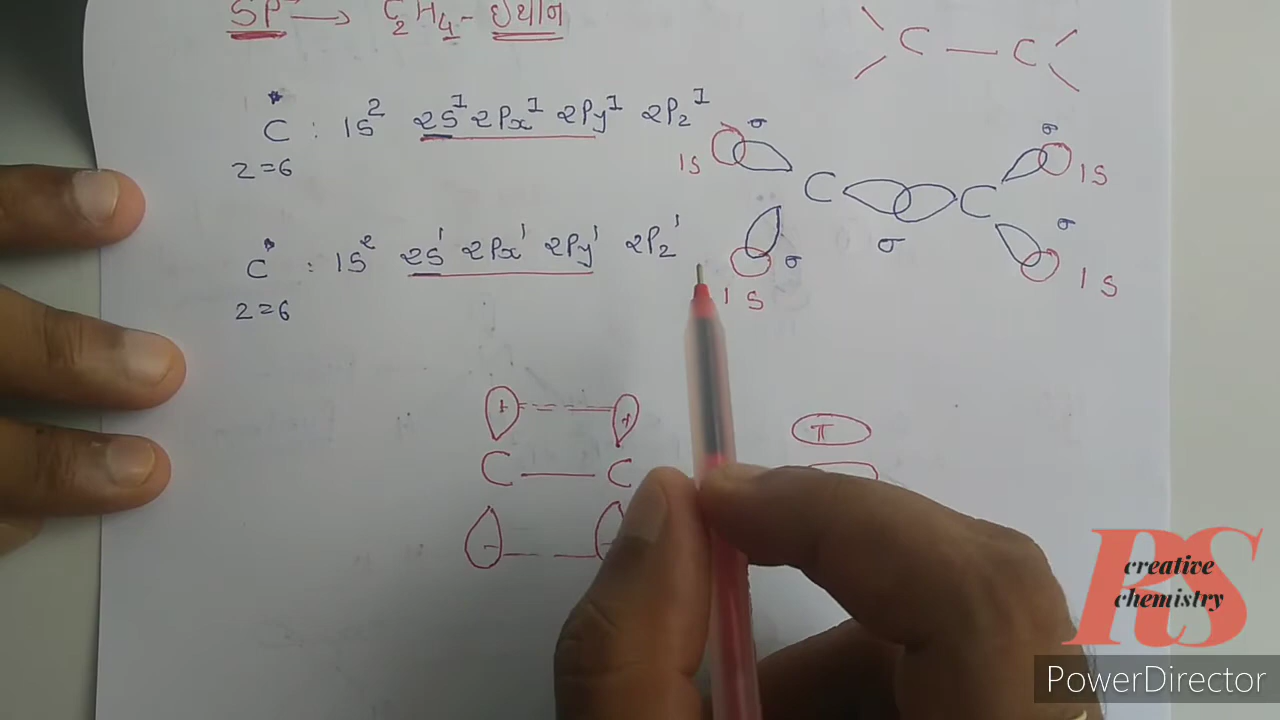 SP² → C₂H₄ - ઇથીન
C — C
C* : 1S² 2S¹ 2Px¹ 2Py¹ 2Pz¹
Z=6
σ
1S
C C
σ
1S
σ
C* : 1S² 2S¹ 2Px¹ 2Py¹ 2Pz¹
Z=6
σ
1S
σ
1S
+ +
C — C
π
- -
RS
creative
chemistry
PowerDirector